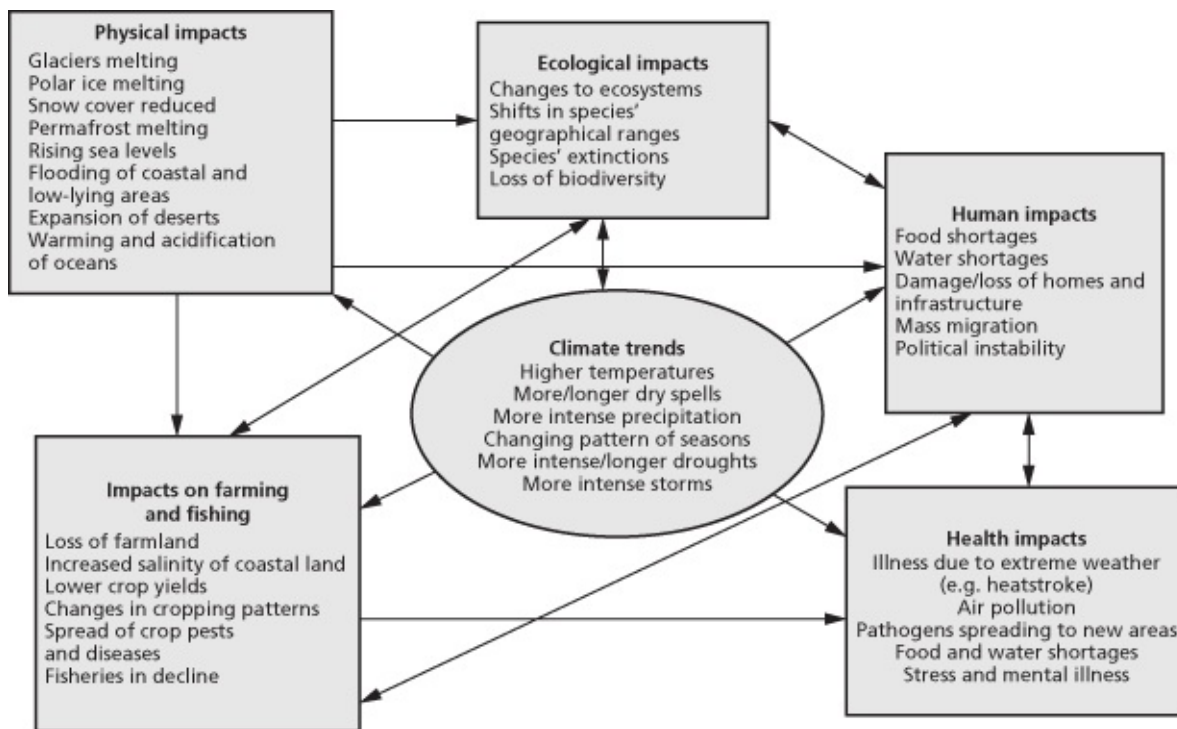 Physical impacts
Glaciers melting
Polar ice melting
Snow cover reduced
Permafrost melting
Rising sea levels
Flooding of coastal and
low-lying areas
Expansion of deserts
Warming and acidification
of oceans
Ecological impacts
Changes to ecosystems
Shifts in species’
geographical ranges
Species’ extinctions
Loss of biodiversity
Human impacts
Food shortages
Water shortages
Damage/loss of homes and
infrastructure
Mass migration
Political instability
Climate trends
Higher temperatures
More/longer dry spells
More intense precipitation
Changing pattern of seasons
More intense/longer droughts
More intense storms
Impacts on farming
and fishing
Loss of farmland
Increased salinity of coastal land
Lower crop yields
Changes in cropping patterns
Spread of crop pests
and diseases
Fisheries in decline
Health impacts
Illness due to extreme weather
(e.g. heatstroke)
Air pollution
Pathogens spreading to new areas
Food and water shortages
Stress and mental illness